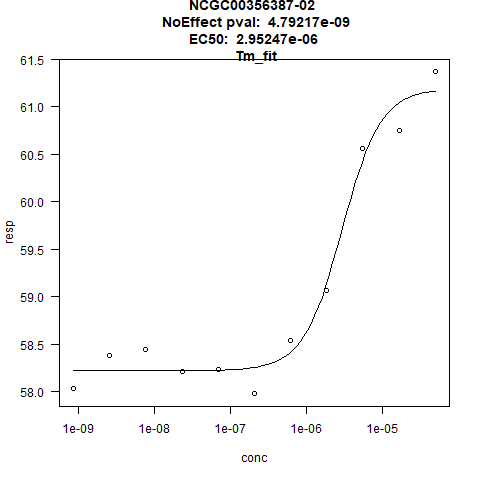 NCGC00356387-02
NoEffect pval:  4.79217e-09
EC50:  2.95247e-06
Tm_fit
61.5
61.0
60.5
60.0
59.5
59.0
58.5
58.0
resp
1e-09 1e-08 1e-07 1e-06 1e-05
conc